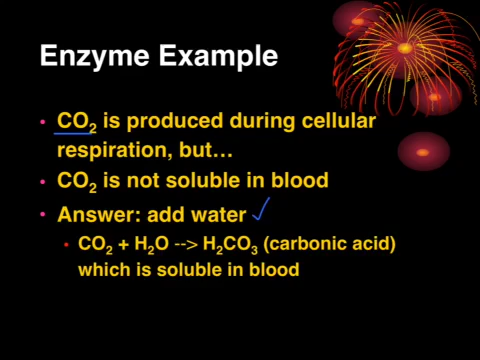 Enzyme Example
• CO₂ is produced during cellular
respiration, but…
• CO₂ is not soluble in blood
• Answer: add water ✓
• CO₂ + H₂O --> H₂CO₃ (carbonic acid)
which is soluble in blood